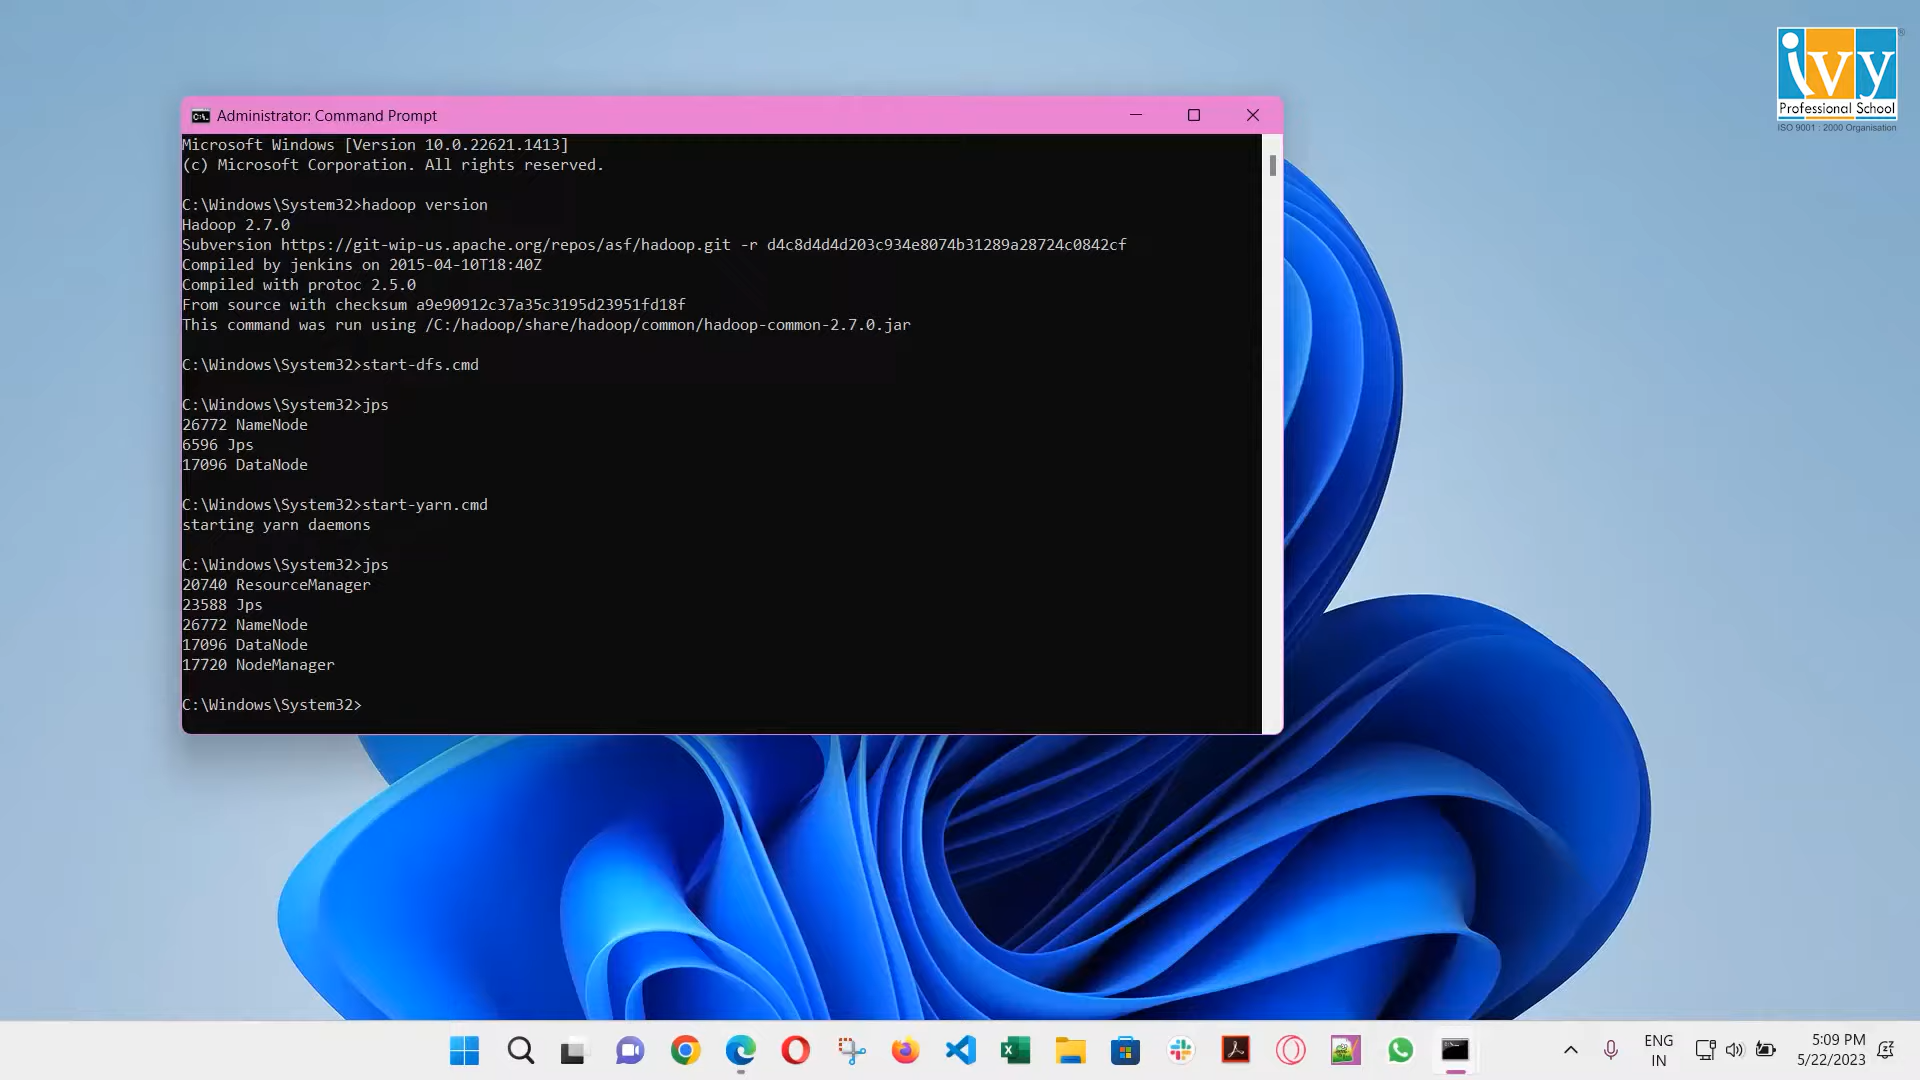 ivy
Professional School
ISO 9001 : 2000 Organisation
Administrator: Command Prompt
Microsoft Windows [Version 10.0.22621.1413]
(c) Microsoft Corporation. All rights reserved.
C:\Windows\System32>hadoop version
Hadoop 2.7.0
Subversion https://git-wip-us.apache.org/repos/asf/hadoop.git -r d4c8d4d4d203c934e8074b31289a28724c0842cf
Compiled by jenkins on 2015-04-10T18:40Z
Compiled with protoc 2.5.0
From source with checksum a9e90912c37a35c3195d23951fd18f
This command was run using /C:/hadoop/share/hadoop/common/hadoop-common-2.7.0.jar
C:\Windows\System32>start-dfs.cmd
C:\Windows\System32>jps
26772 NameNode
6596 Jps
17096 DataNode
C:\Windows\System32>start-yarn.cmd
starting yarn daemons
C:\Windows\System32>jps
20740 ResourceManager
23588 Jps
26772 NameNode
17096 DataNode
17720 NodeManager
C:\Windows\System32>
ENG
IN
5:09 PM
5/22/2023